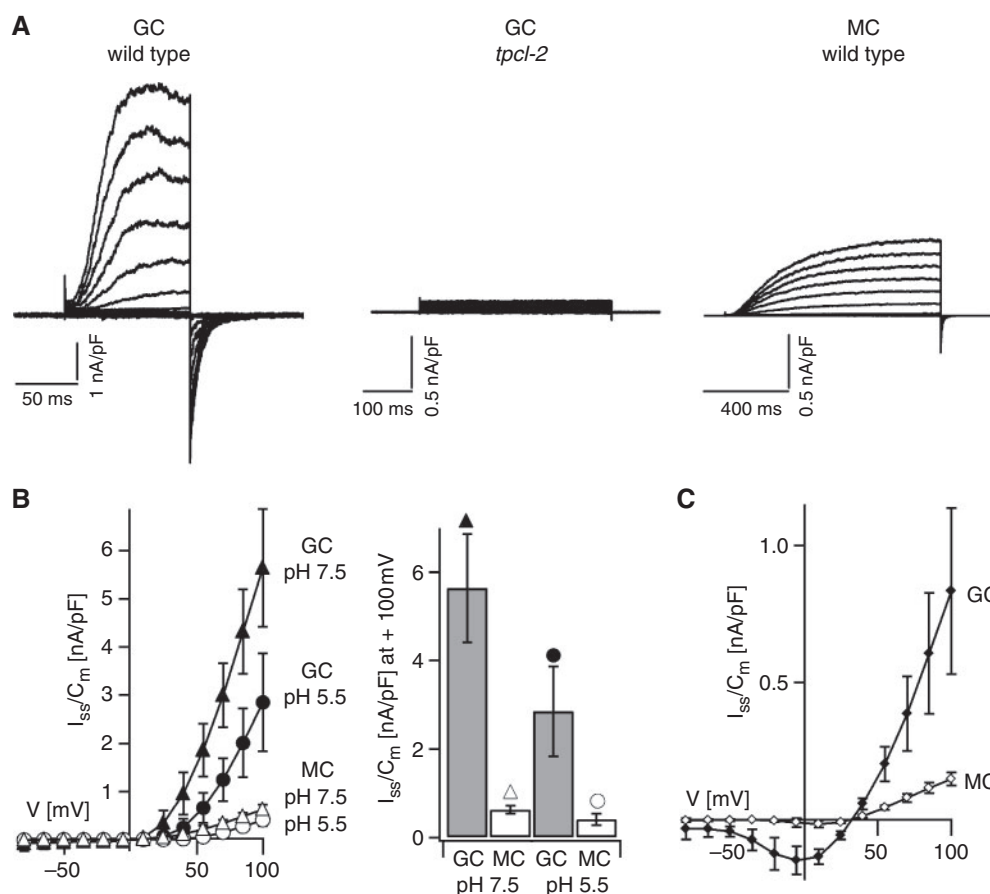 A
GC
wild type
GC
tpcl-2
MC
wild type
50 ms
1 nA/pF
100 ms
0.5 nA/pF
400 ms
0.5 nA/pF
B
Iss/Cm [nA/pF]
6
5
4
3
2
1
V [mV]
−50
50
100
GC
pH 7.5
GC
pH 5.5
MC
pH 7.5
pH 5.5
Iss/Cm [nA/pF] at + 100mV
6
4
2
0
GC MC GC MC
pH 7.5 pH 5.5
C
Iss/Cm [nA/pF]
1.0
0.5
V [mV]
−50
50
100
GC
MC